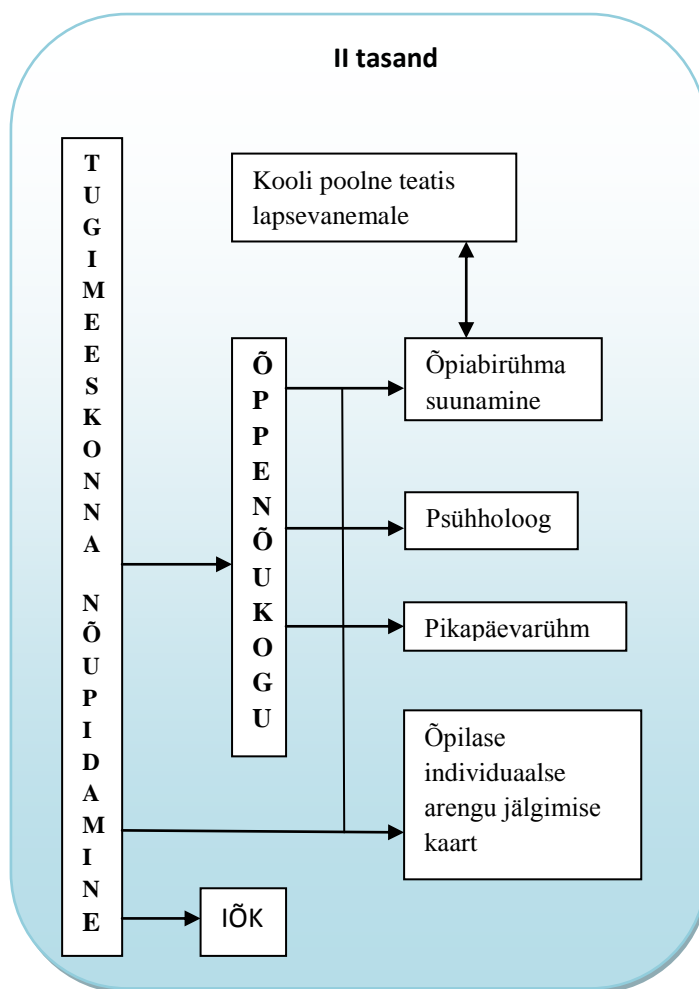 II tasand
TUGIMEESKONNA NÕUPIDAMINE
Kooli poolne teatis
lapsevanemale
ÕPPENÕUKOGU
Õpiabirühma
suunamine
Psühholoog
Pikapäevarühm
Õpilase
individuaalse
arengu jälgimise
kaart
IÕK